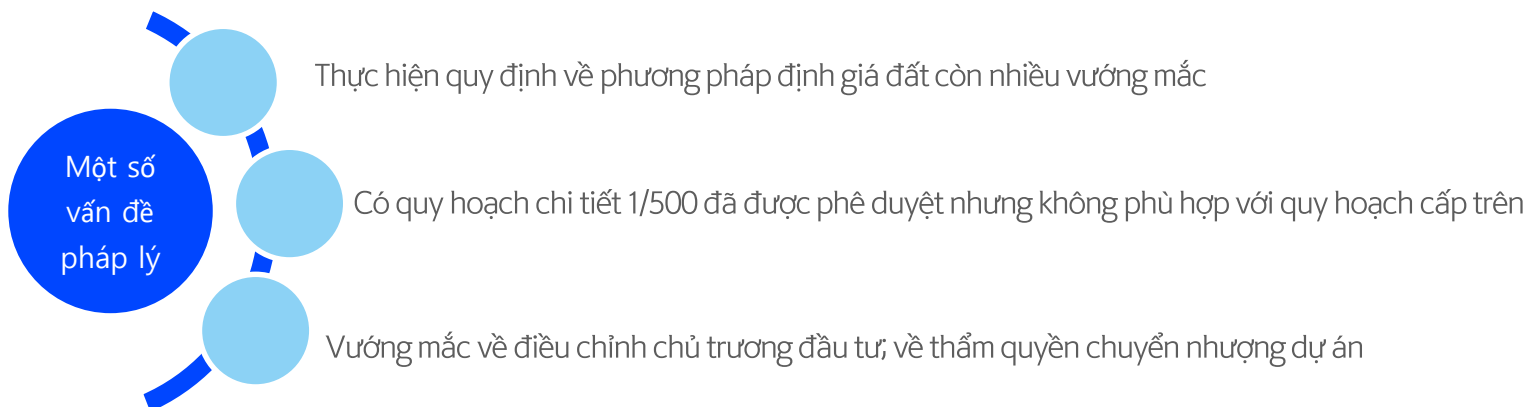 Một số
vấn đề
pháp lý
Thực hiện quy định về phương pháp định giá đất còn nhiều vướng mắc
Có quy hoạch chi tiết 1/500 đã được phê duyệt nhưng không phù hợp với quy hoạch cấp trên
Vướng mắc về điều chỉnh chủ trương đầu tư; về thẩm quyền chuyển nhượng dự án